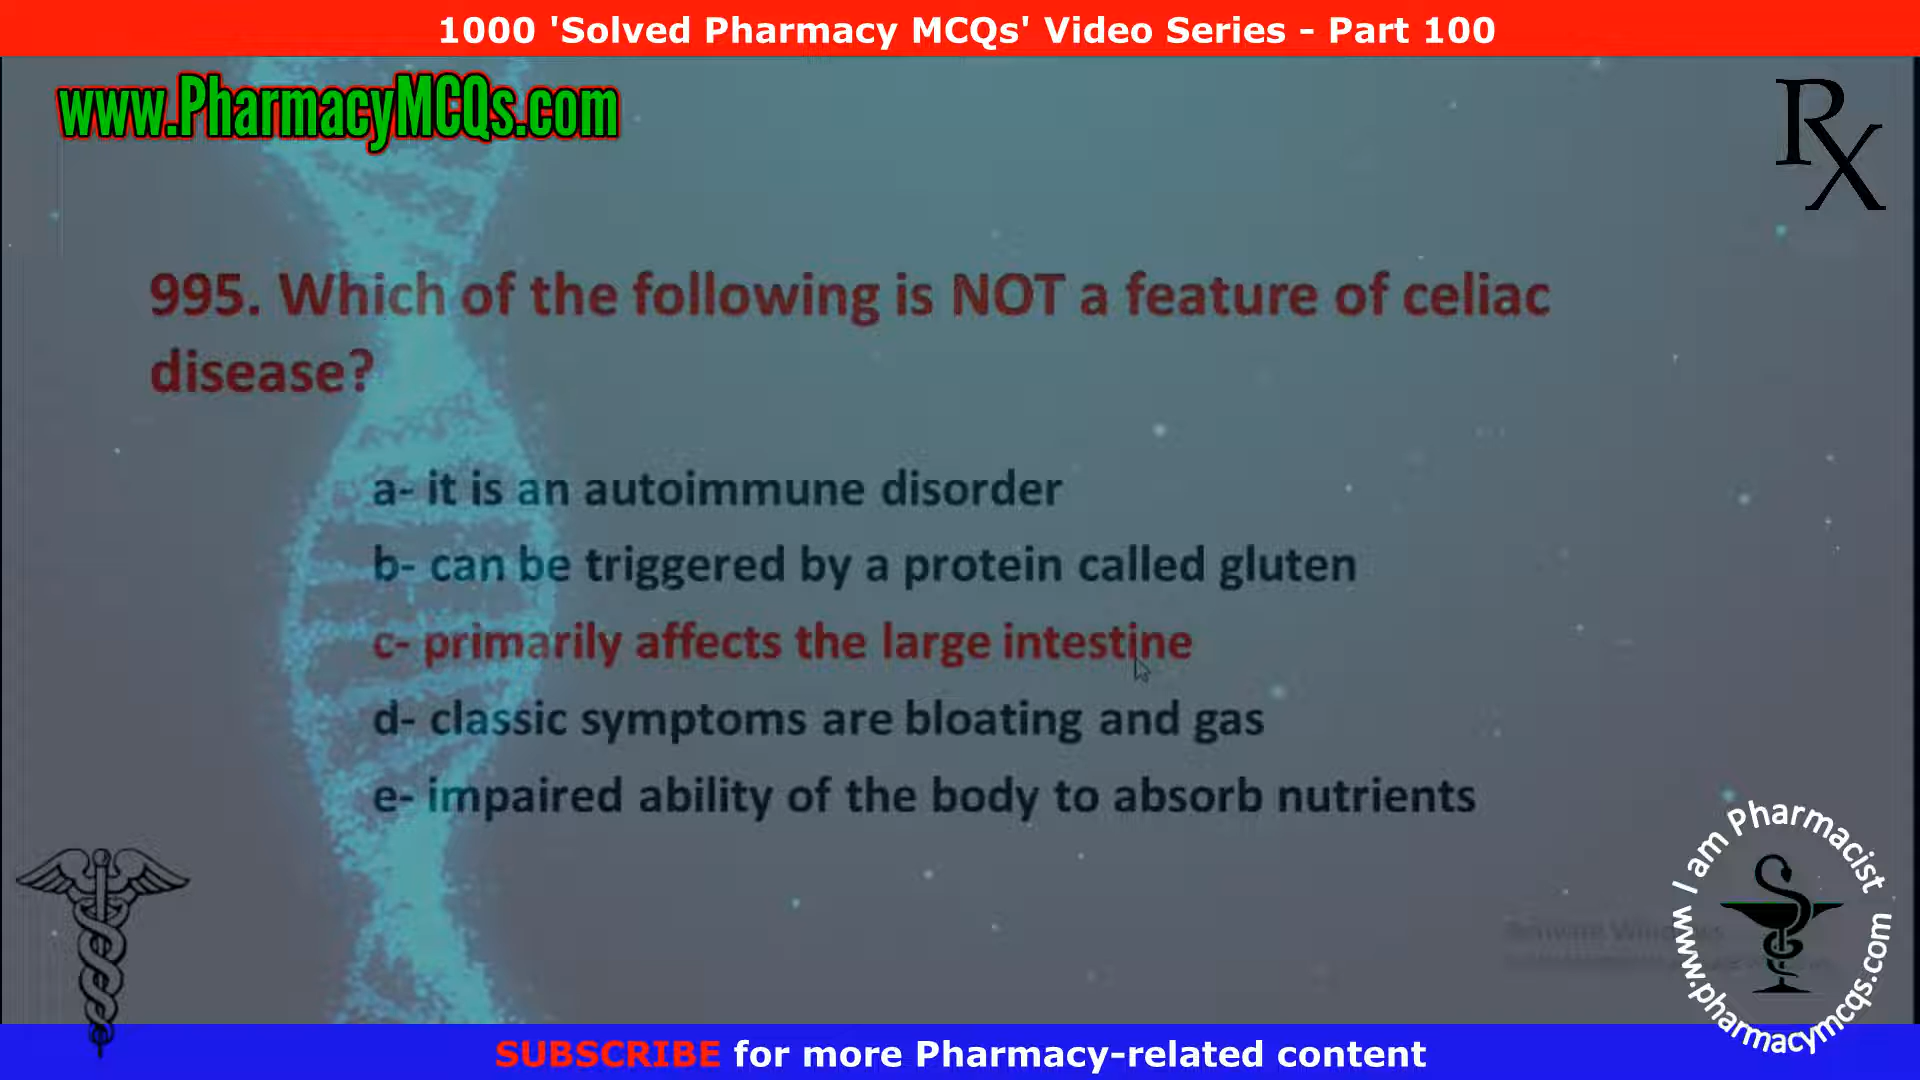 1000 'Solved Pharmacy MCQs' Video Series - Part 100
www.PharmacyMCQs.com
Rx
995. Which of the following is NOT a feature of celiac
disease?
a- it is an autoimmune disorder
b- can be triggered by a protein called gluten
c- primarily affects the large intestine
d- classic symptoms are bloating and gas
e- impaired ability of the body to absorb nutrients
I am Pharmacist
www.pharmacymcqs.com
SUBSCRIBE for more Pharmacy-related content